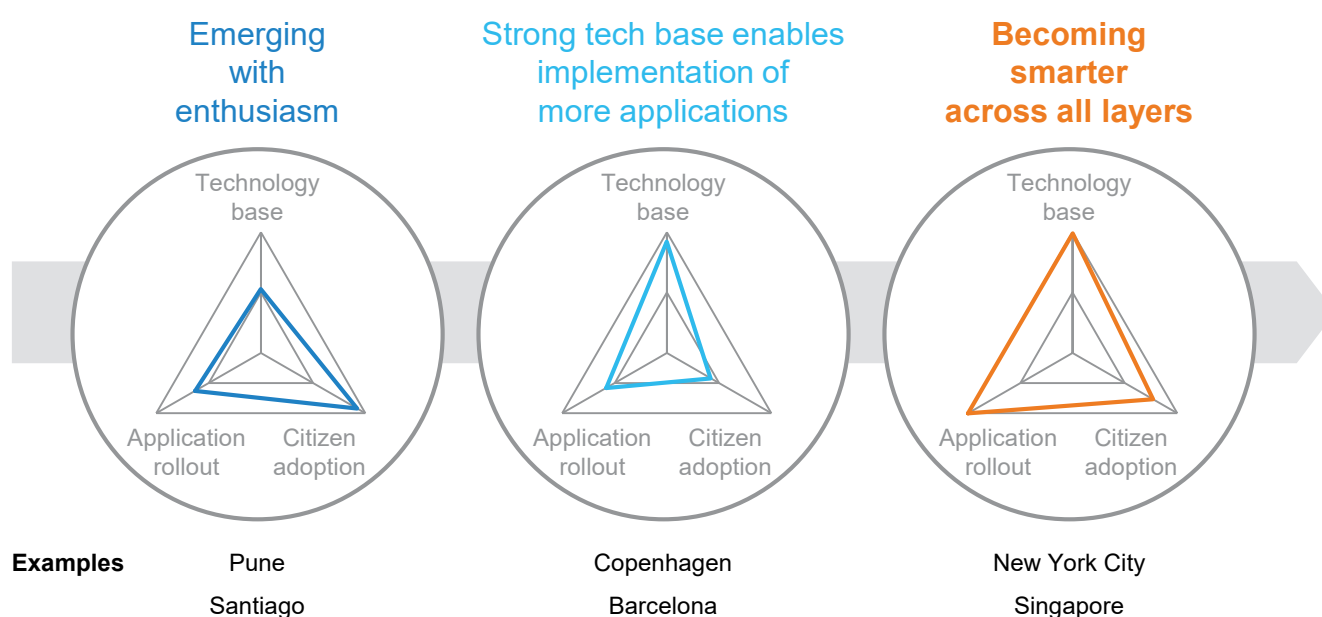 Emerging
with
enthusiasm
Strong tech base enables
implementation of
more applications
Becoming
smarter
across all layers
Technology
base
Application
rollout
Citizen
adoption
Technology
base
Application
rollout
Citizen
adoption
Technology
base
Application
rollout
Citizen
adoption
Examples
Pune
Copenhagen
New York City
Santiago
Barcelona
Singapore